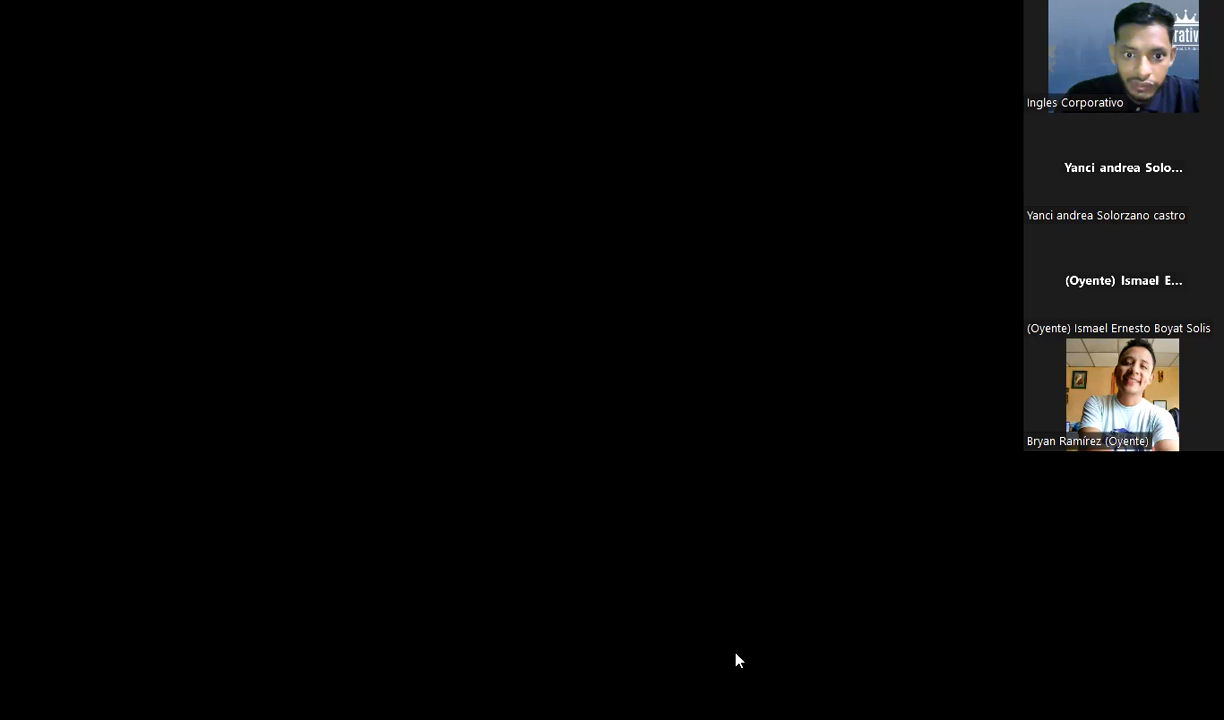 rativ
Ingles Corporativo
Yanci andrea Solo...
Yanci andrea Solorzano castro
(Oyente) Ismael E...
(Oyente) Ismael Ernesto Boyat Solis
Bryan Ramírez (Oyente)